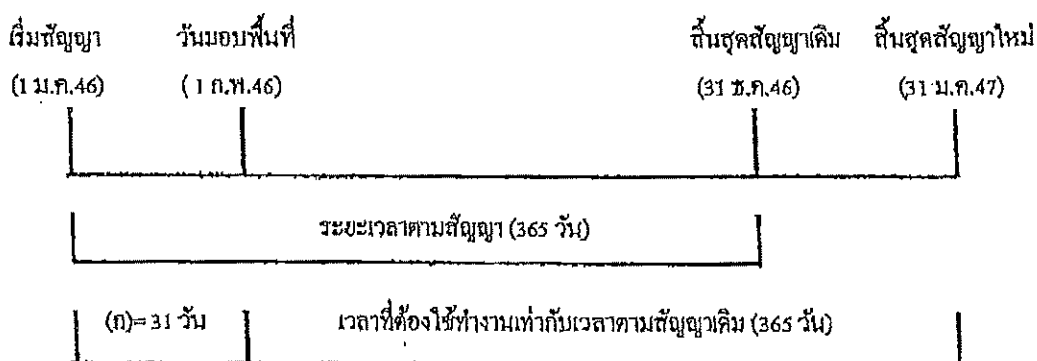 เริ่มสัญญา วันมอบพื้นที่ สิ้นสุดสัญญาเดิม สิ้นสุดสัญญาใหม่
(1 ม.ค.46) ( 1 ก.พ.46) (31 ธ.ค.46) (31 ม.ค.47)
ระยะเวลาตามสัญญา (365 วัน)
(ก)= 31 วัน เวลาที่ต้องใช้ทำงานเท่ากับเวลาตามสัญญาเดิม (365 วัน)